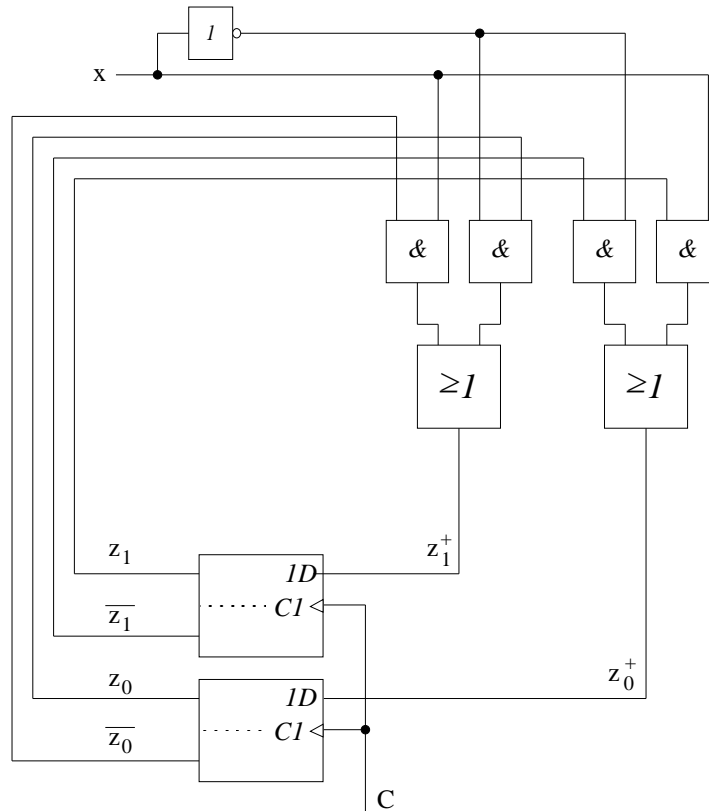 1
x
& & & &
≥1 ≥1
z₁ z₁⁺
1D
z̅₁ C1
z₀ z₀⁺
1D
z̅₀ C1
C